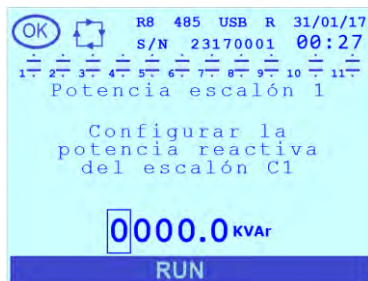 OK R8 485 USB R 31/01/17
S/N 23170001 00:27
1 2 3 4 5 6 7 8 9 10 11
Potencia escalón 1
Configurar la
potencia reactiva
del escalón C1
0000.0 KVAr
RUN